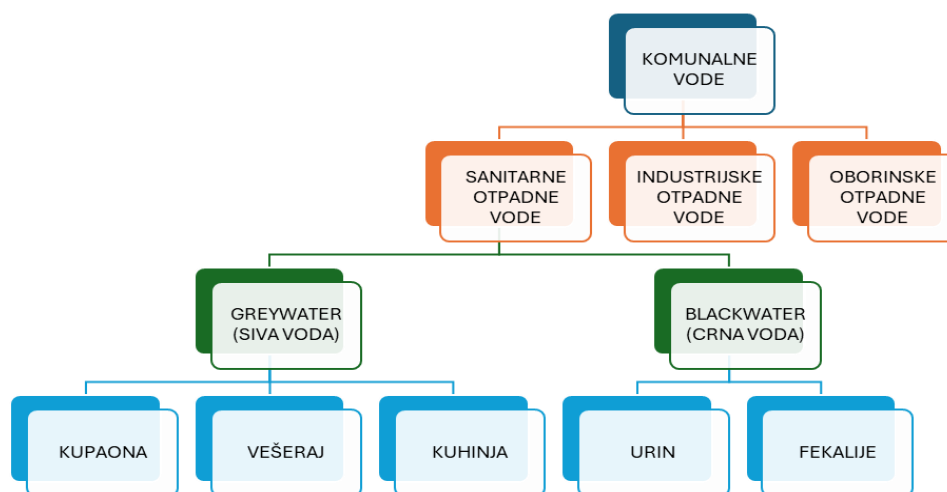 KOMUNALNE
VODE
SANITARNE
OTPADNE
VODE
INDUSTRIJSKE
OTPADNE
VODE
OBORINSKE
OTPADNE
VODE
GREYWATER
(SIVA VODA)
BLACKWATER
(CRNA VODA)
KUPAONA
VEŠERAJ
KUHINJA
URIN
FEKALIJE